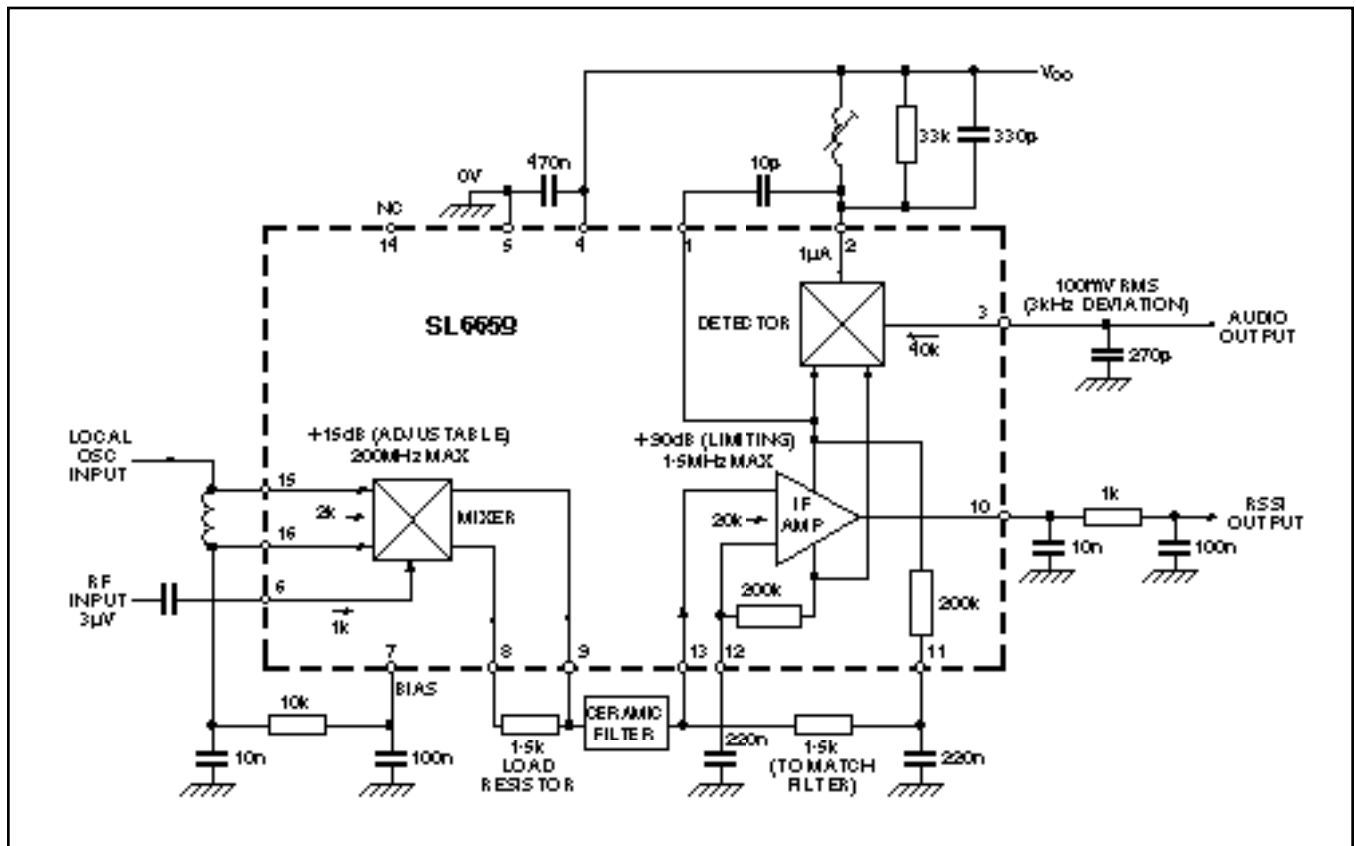 VCC
33k
330p
470n
10p
0V
NC
14
5
4
1
2
1µA
SL6659
DETECTOR
100mV RMS
(3kHz DEVIATION)
3
40k
AUDIO
OUTPUT
270p
LOCAL
OSC
INPUT
+15dB (ADJUSTABLE)
200MHz MAX
+90dB (LIMITING)
1·5MHz MAX
15
2k
MIXER
16
20k
IF
AMP
10
1k
RSSI
OUTPUT
10n
100n
RF
INPUT
3µV
6
1k
200k
200k
7
8
9
13
12
11
BIAS
10k
CERAMIC
FILTER
10n
100n
1·5k
LOAD
RESISTOR
220n
1·5k
(TO MATCH
FILTER)
220n